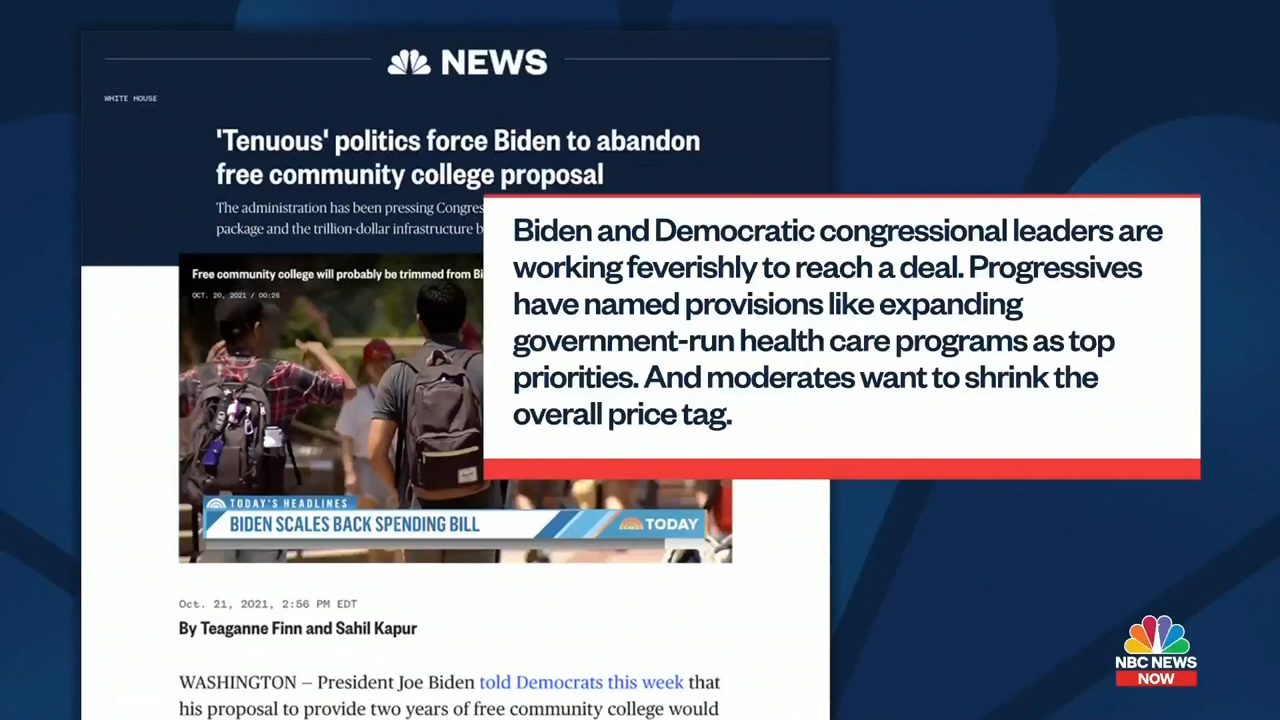 NEWS
WHITE HOUSE
'Tenuous' politics force Biden to abandon
free community college proposal
The administration has been pressing Congres
package and the trillion-dollar infrastructure b
Biden and Democratic congressional leaders are
working feverishly to reach a deal. Progressives
have named provisions like expanding
government-run health care programs as top
priorities. And moderates want to shrink the
overall price tag.
Free community college will probably be trimmed from Bi
OCT. 20, 2021 / 00:26
TODAY'S HEADLINES
BIDEN SCALES BACK SPENDING BILL
TODAY
Oct. 21, 2021, 2:56 PM EDT
By Teaganne Finn and Sahil Kapur
WASHINGTON — President Joe Biden told Democrats this week that
his proposal to provide two years of free community college would
NBC NEWS
NOW